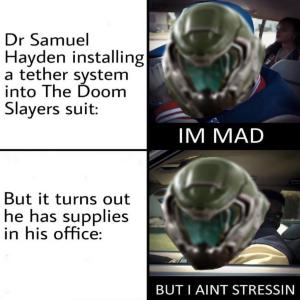 Dr Samuel
Hayden installing
a tether system
into The Doom
Slayers suit:
IM MAD
But it turns out
he has supplies
in his office:
BUT I AINT STRESSIN